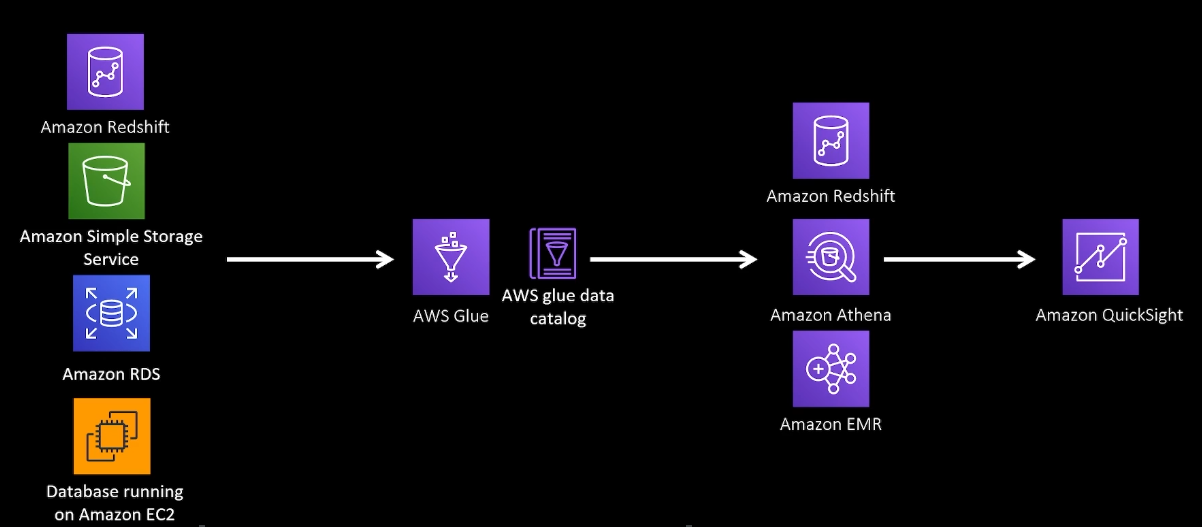 Amazon Redshift
Amazon Simple Storage
Service
Amazon RDS
Database running
on Amazon EC2
AWS Glue
AWS glue data
catalog
Amazon Redshift
Amazon Athena
Amazon EMR
Amazon QuickSight